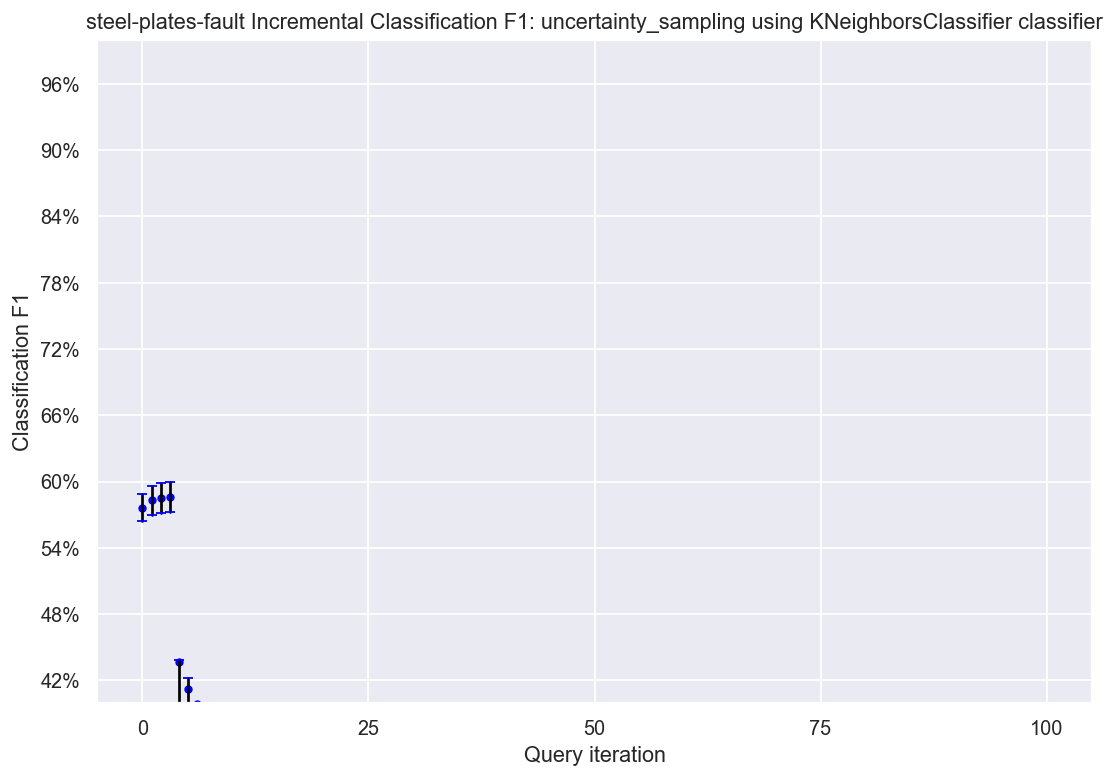 steel-plates-fault Incremental Classification F1: uncertainty_sampling using KNeighborsClassifier classifier
96%
90%
84%
78%
72%
66%
60%
54%
48%
42%
Classification F1
0 25 50 75 100
Query iteration